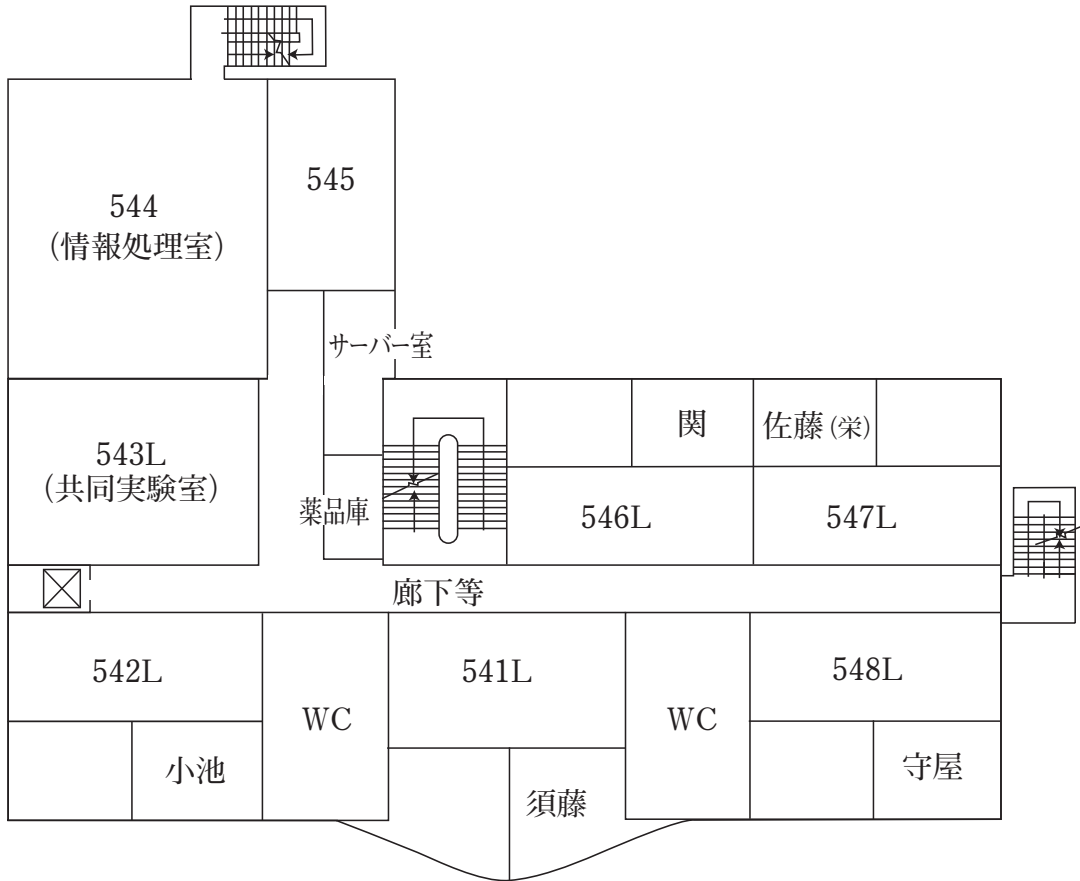 544
(情報処理室)
545
サーバー室
543L
(共同実験室)
薬品庫
関
佐藤(栄)
546L
547L
廊下等
542L
WC
541L
WC
548L
小池
須藤
守屋